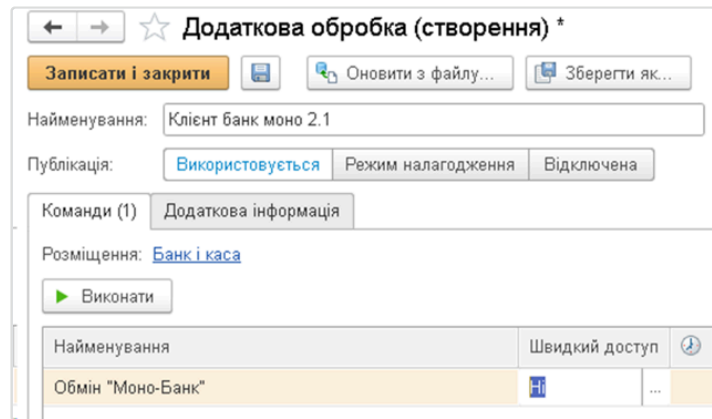 Додаткова обробка (створення) *
Записати і закрити Оновити з файлу... Зберегти як...
Найменування: Клієнт банк моно 2.1
Публікація: Використовується Режим налагодження Відключена
Команди (1) Додаткова інформація
Розміщення: Банк і каса
Виконати
Найменування Швидкий доступ
Обмін "Моно-Банк" Ні ...